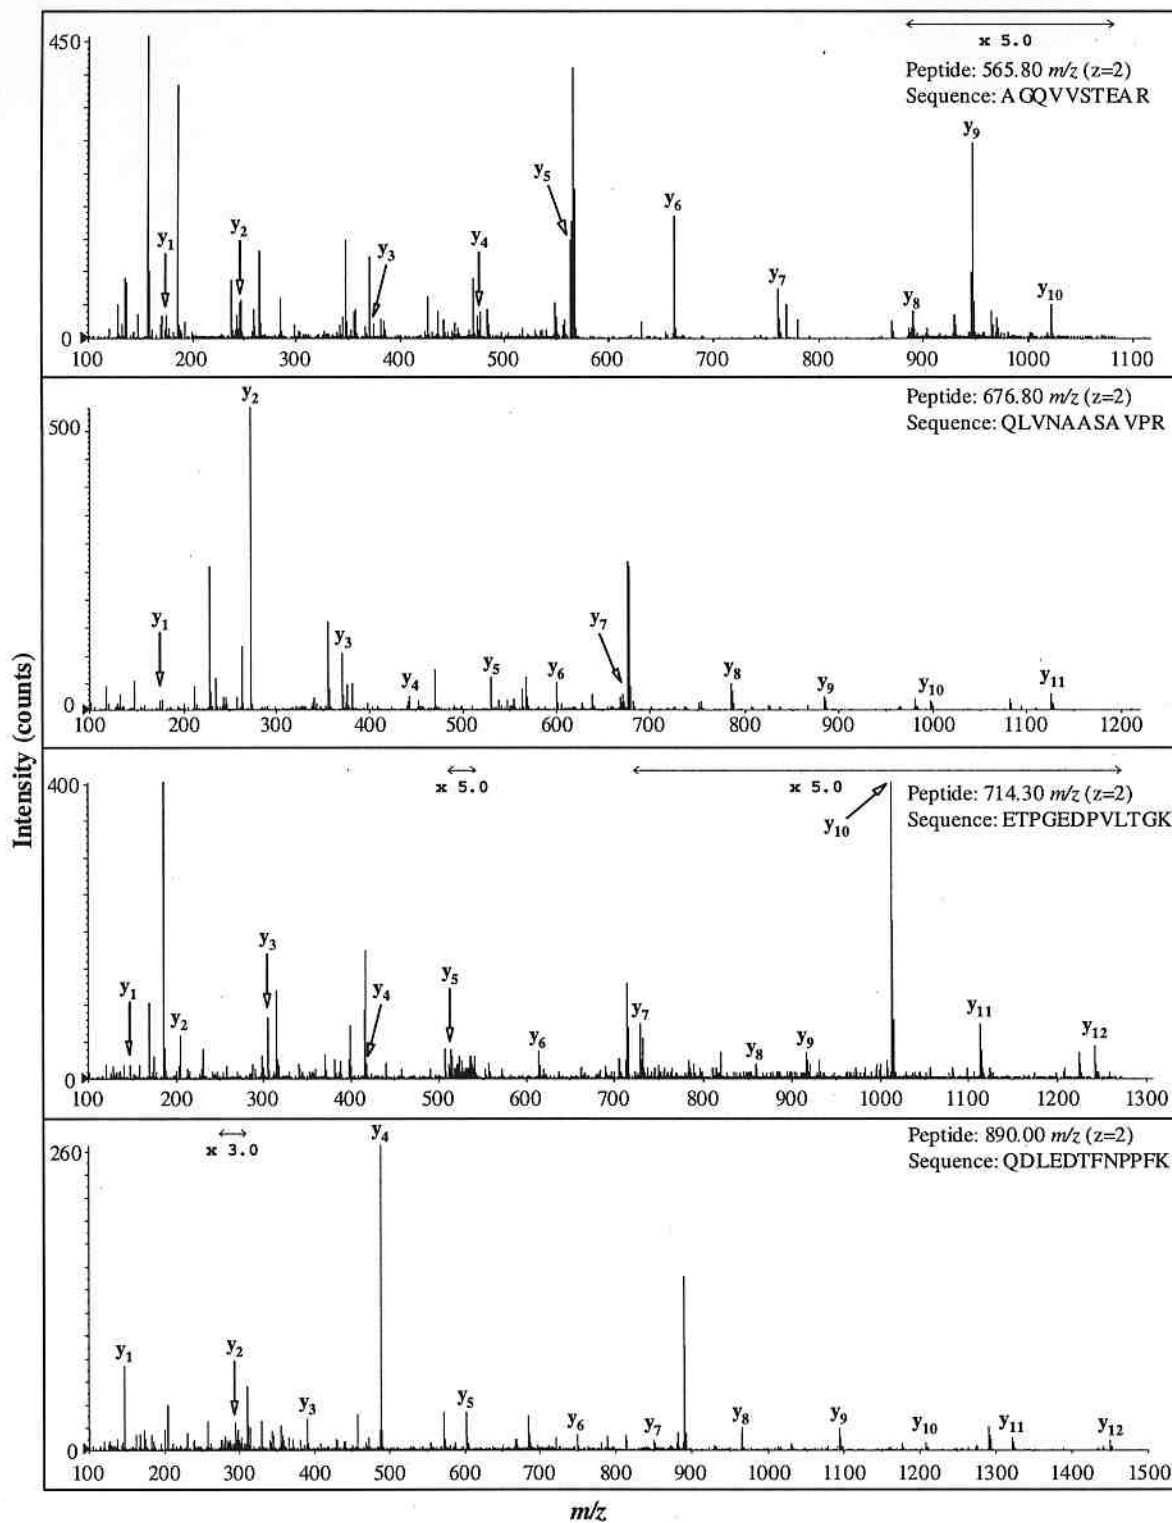 x 5.0
Peptide: 565.80 m/z (z=2)
Sequence: AGQVVSTEAR
450
y9
y5
y6
y2
y1
y4
y3
y7
y8
y10
0
100 200 300 400 500 600 700 800 900 1000 1100
y2
Peptide: 676.80 m/z (z=2)
Sequence: QLVNAASAVPR
500
y1
y7
y3
y5
y6
y8
y4
y9
y10
y11
0
100 200 300 400 500 600 700 800 900 1000 1100 1200
Intensity (counts)
x 5.0
x 5.0
400
Peptide: 714.30 m/z (z=2)
Sequence: ETPGEDPVLTGK
y10
y3
y5
y1
y4
y2
y7
y11
y12
y6
y9
y8
0
100 200 300 400 500 600 700 800 900 1000 1100 1200 1300
x 3.0
y4
260
Peptide: 890.00 m/z (z=2)
Sequence: QDLEDTFNPPFK
y1
y2
y3
y5
y6
y7
y8
y9
y10
y11
y12
0
100 200 300 400 500 600 700 800 900 1000 1100 1200 1300 1400 1500
m/z